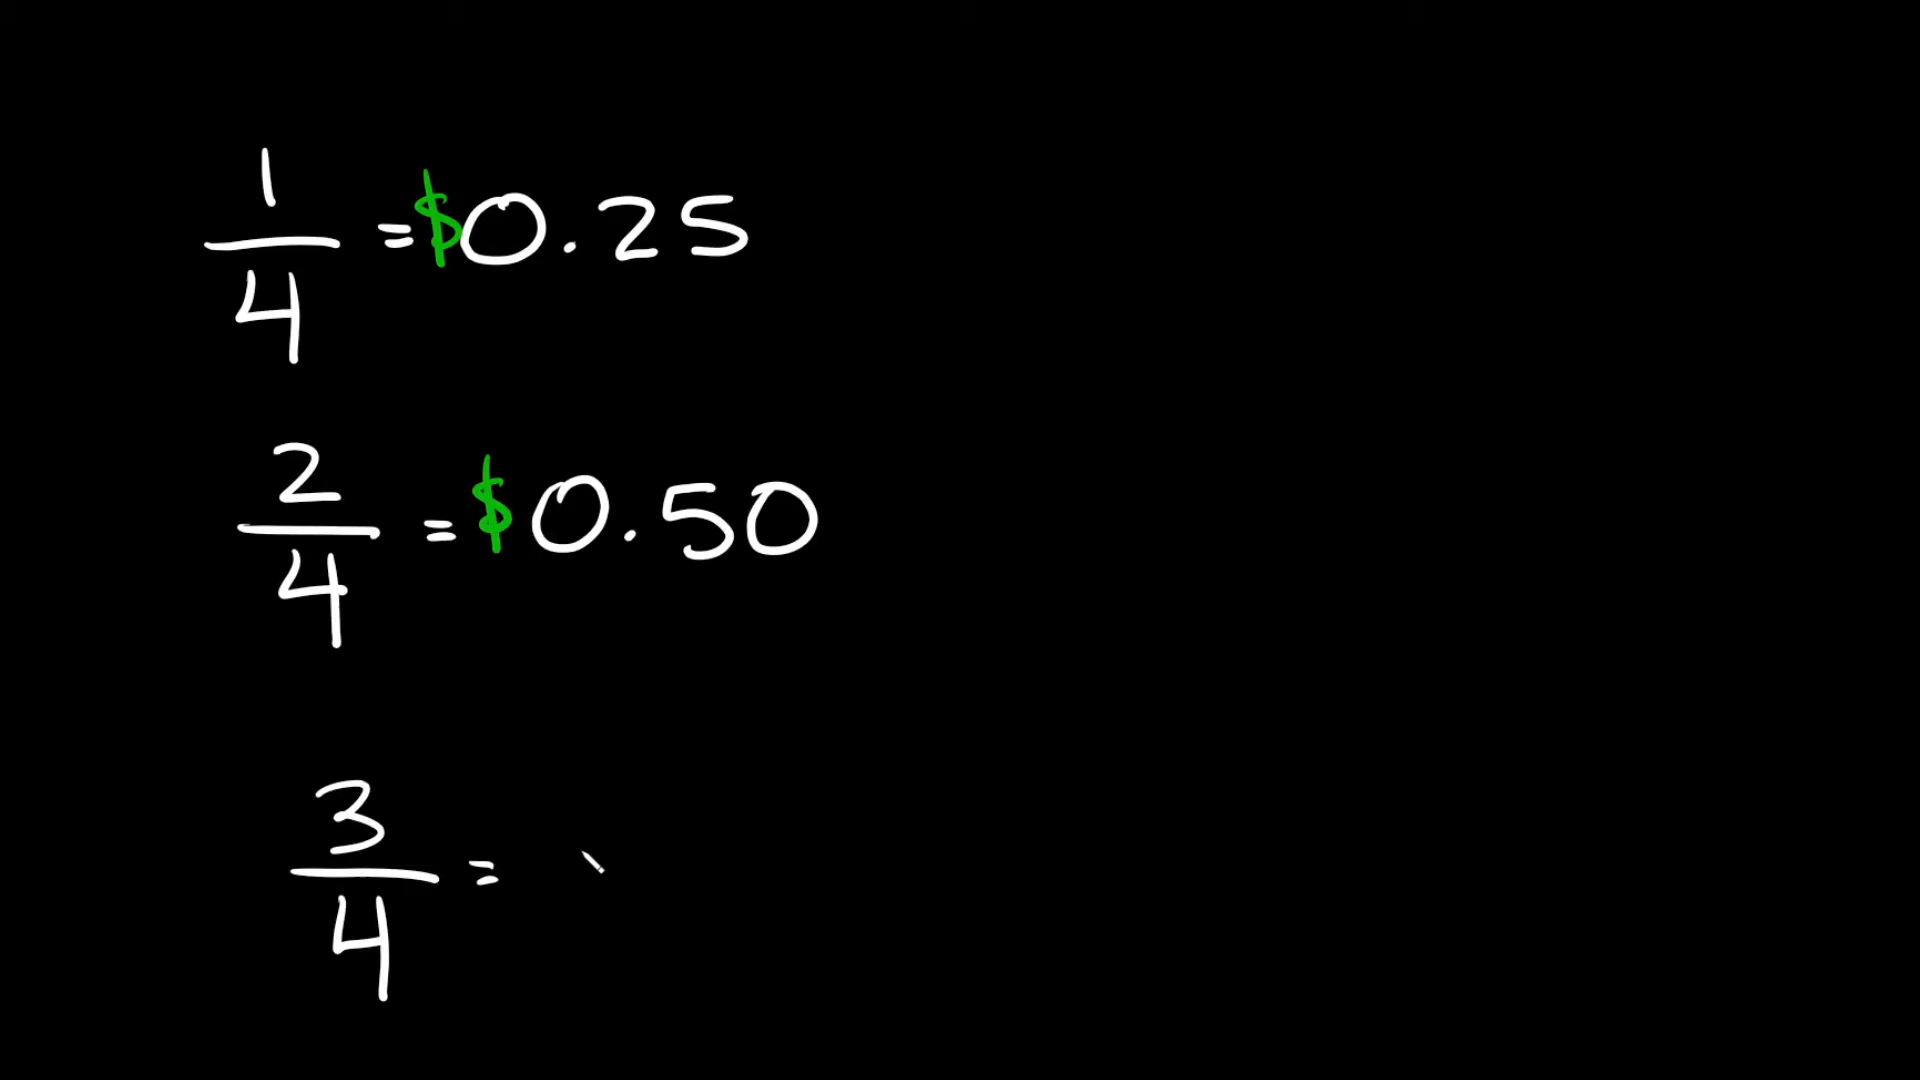 1/4 = $0.25
2/4 = $0.50
3/4 =